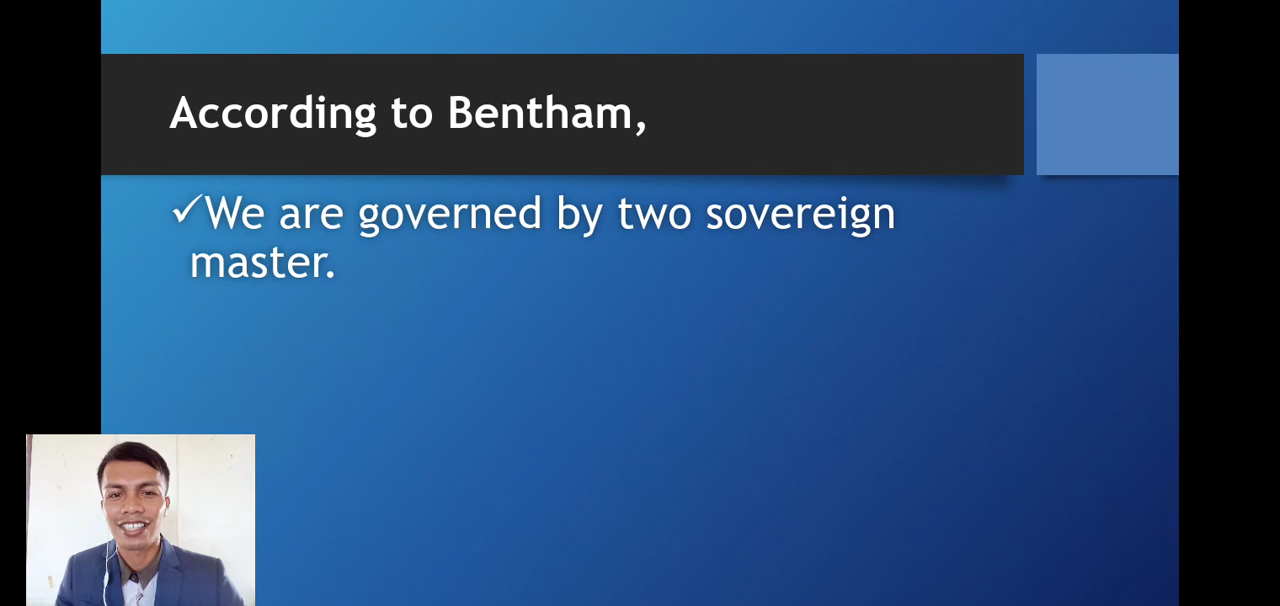 According to Bentham,
✓We are governed by two sovereign
master.